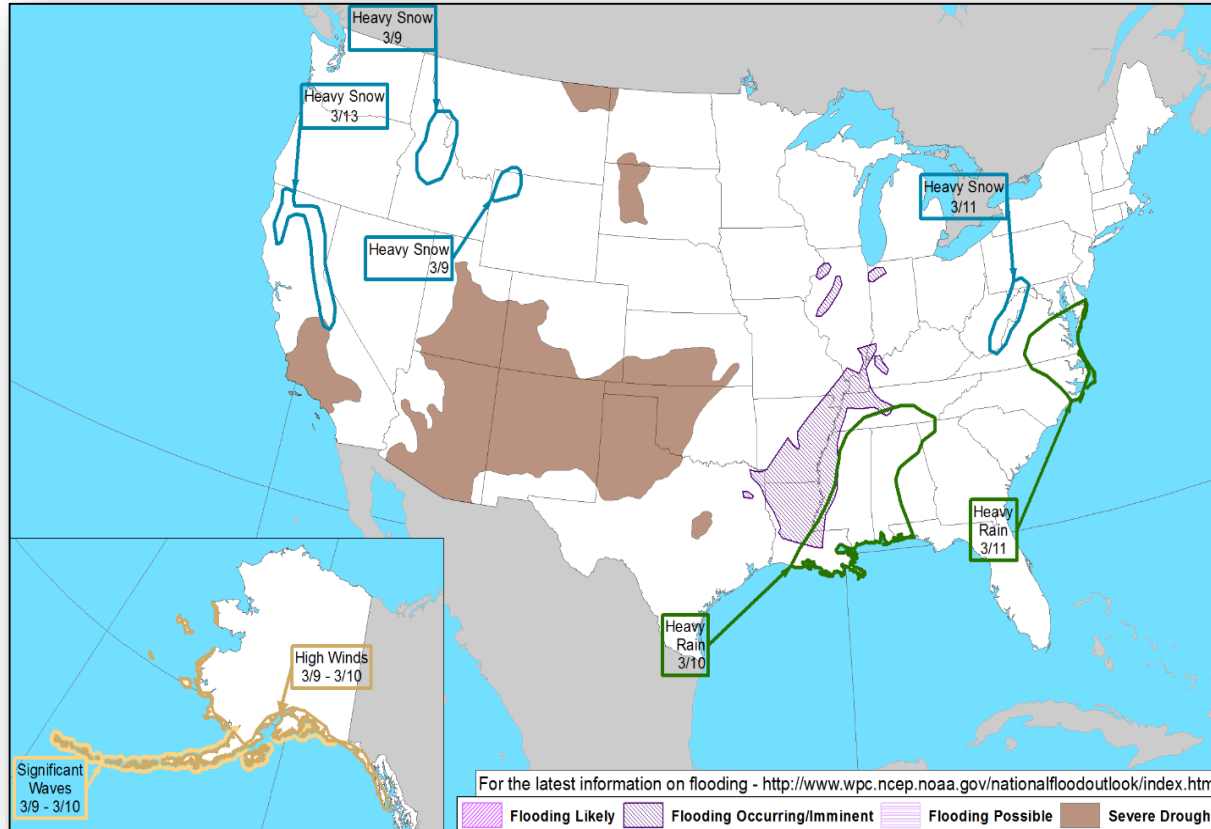 Heavy Snow
3/9
Heavy Snow
3/13
Heavy Snow
3/11
Heavy Snow
3/9
Heavy
Rain
3/11
Heavy
Rain
3/10
High Winds
3/9 - 3/10
Significant
Waves
3/9 - 3/10
For the latest information on flooding - http://www.wpc.ncep.noaa.gov/nationalfloodoutlook/index.htm
Flooding Likely
Flooding Occurring/Imminent
Flooding Possible
Severe Drough